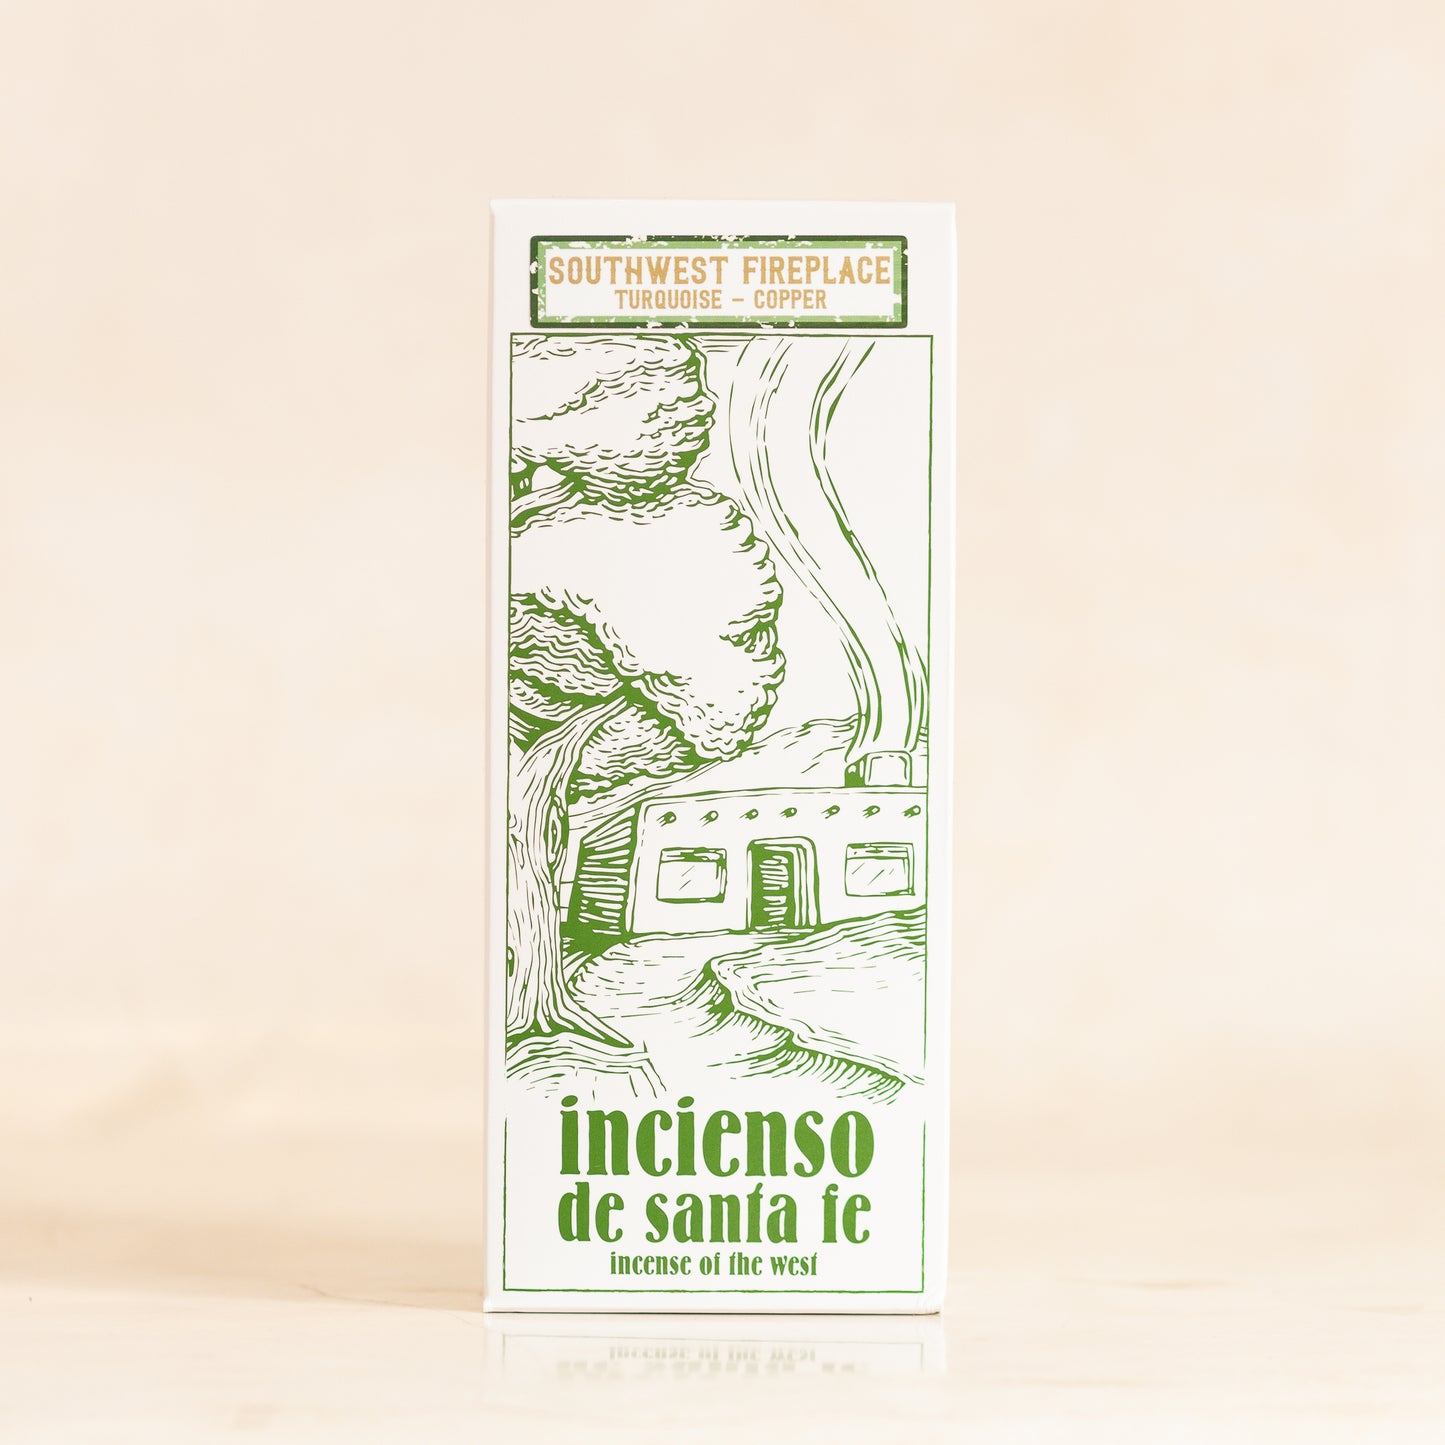 SOUTHWEST FIREPLACE
TURQUOISE – COPPER
incienso
de santa fe
incense of the west